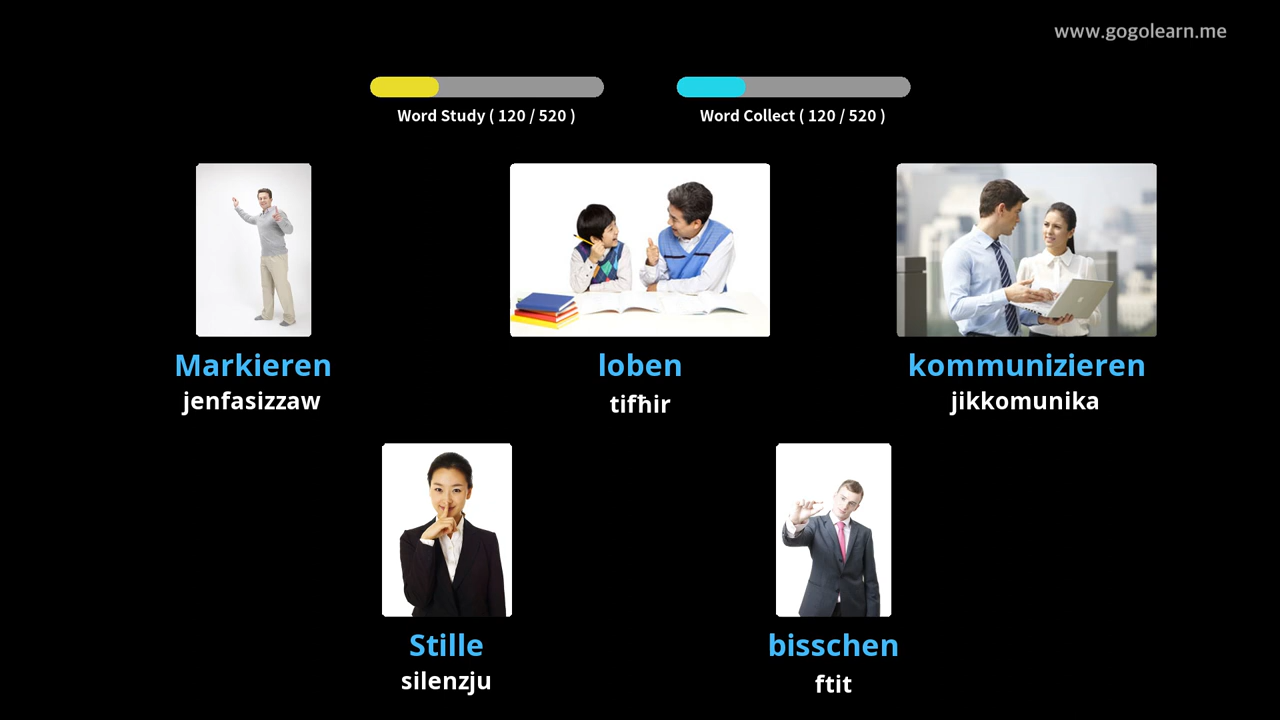 www.gogolearn.me
Word Study ( 120 / 520 )
Word Collect ( 120 / 520 )
Markieren
jenfasizzaw
loben
tifħir
kommunizieren
jikkomunika
Stille
silenzju
bisschen
ftit